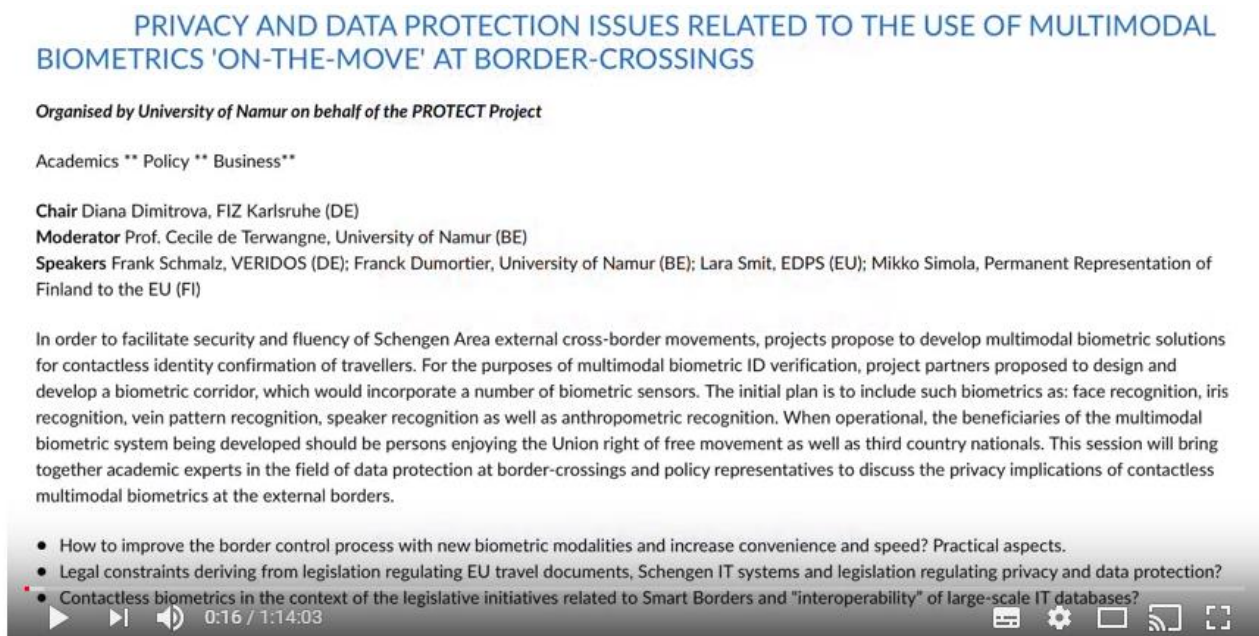 PRIVACY AND DATA PROTECTION ISSUES RELATED TO THE USE OF MULTIMODAL
BIOMETRICS 'ON-THE-MOVE' AT BORDER-CROSSINGS
Organised by University of Namur on behalf of the PROTECT Project
Academics ** Policy ** Business**
Chair Diana Dimitrova, FIZ Karlsruhe (DE)
Moderator Prof. Cecile de Terwangne, University of Namur (BE)
Speakers Frank Schmalz, VERIDOS (DE); Franck Dumortier, University of Namur (BE); Lara Smit, EDPS (EU); Mikko Simola, Permanent Representation of
Finland to the EU (FI)
In order to facilitate security and fluency of Schengen Area external cross-border movements, projects propose to develop multimodal biometric solutions
for contactless identity confirmation of travellers. For the purposes of multimodal biometric ID verification, project partners proposed to design and
develop a biometric corridor, which would incorporate a number of biometric sensors. The initial plan is to include such biometrics as: face recognition, iris
recognition, vein pattern recognition, speaker recognition as well as anthropometric recognition. When operational, the beneficiaries of the multimodal
biometric system being developed should be persons enjoying the Union right of free movement as well as third country nationals. This session will bring
together academic experts in the field of data protection at border-crossings and policy representatives to discuss the privacy implications of contactless
multimodal biometrics at the external borders.
• How to improve the border control process with new biometric modalities and increase convenience and speed? Practical aspects.
• Legal constraints deriving from legislation regulating EU travel documents, Schengen IT systems and legislation regulating privacy and data protection?
• Contactless biometrics in the context of the legislative initiatives related to Smart Borders and "interoperability" of large-scale IT databases?
0:16 / 1:14:03